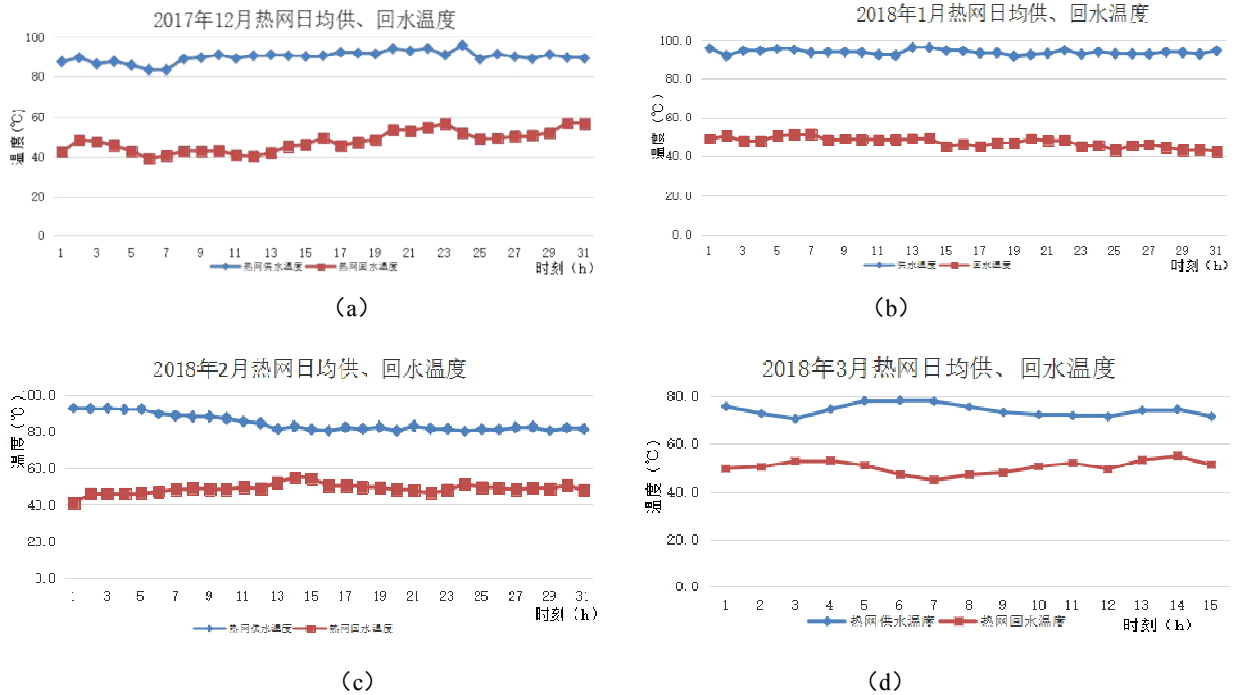 2017年12月热网日均供、回水温度
温度(℃)
100
80
60
40
20
0
1 3 5 7 9 11 13 15 17 19 21 23 25 27 29 31
热网供水温度 热网回水温度
时刻（h）
（a）
2018年1月热网日均供、回水温度
温度（℃）
100.0
80.0
60.0
40.0
20.0
0.0
1 3 5 7 9 11 13 15 17 19 21 23 25 27 29 31
供水温度 回水温度
时刻（h）
（b）
2018年2月热网日均供、回水温度
温度（℃）
100.0
80.0
60.0
40.0
20.0
0.0
1 3 5 7 9 11 13 15 17 19 21 23 25 27 29 31
热网供水温度 热网回水温度
时刻（h）
（c）
2018年3月热网日均供、回水温度
温度（℃）
80.0
60.0
40.0
20.0
0.0
1 2 3 4 5 6 7 8 9 10 11 12 13 14 15
热网供水温度 热网回水温度
时刻（h）
（d）